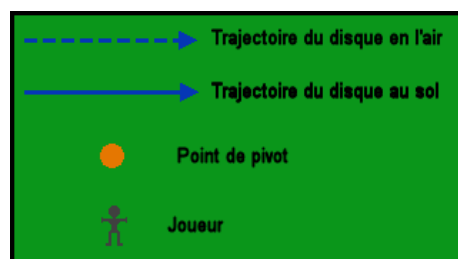 Trajectoire du disque en l'air
Trajectoire du disque au sol
Point de pivot
Joueur